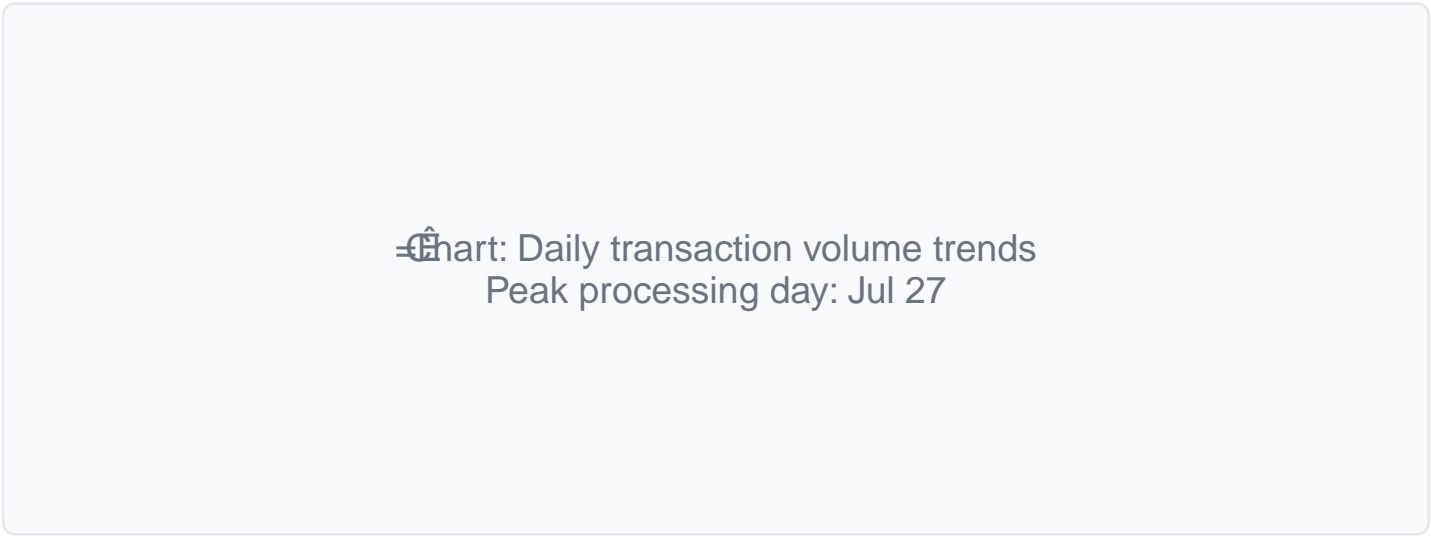 Chart: Daily transaction volume trends
Peak processing day: Jul 27